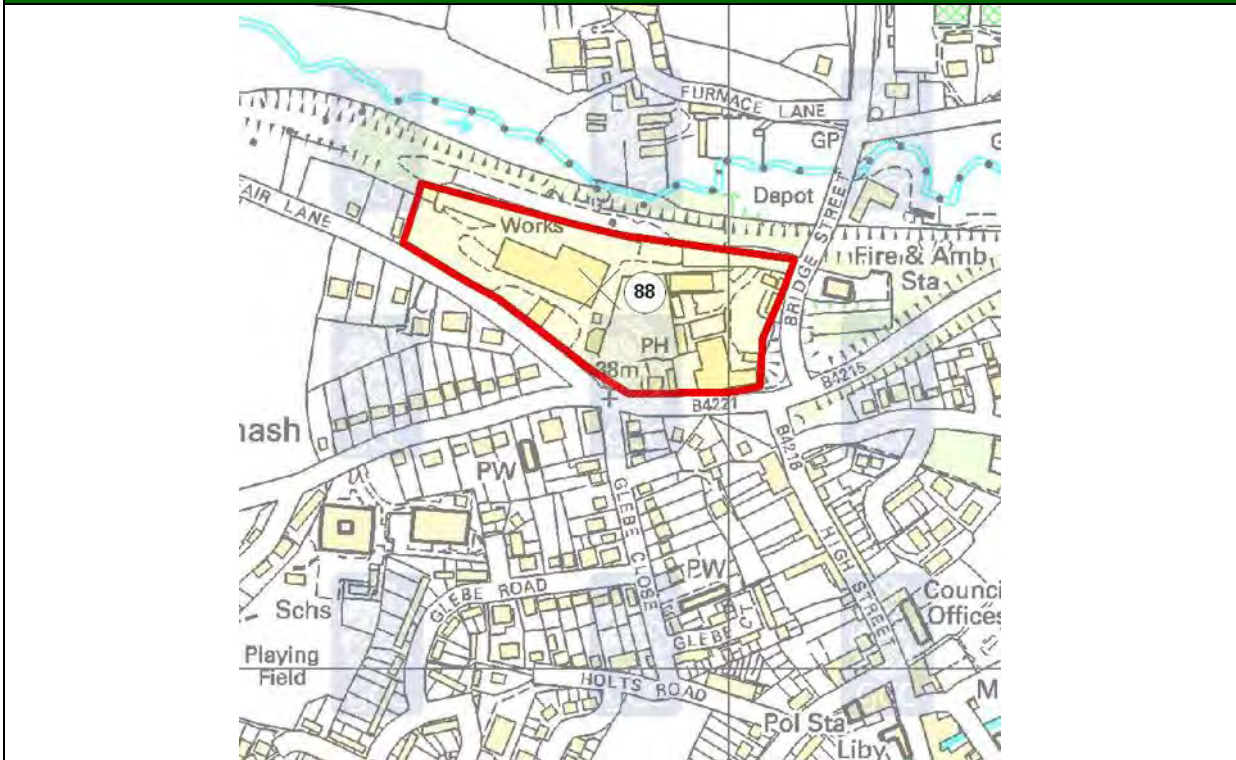 FURNACE LANE
GP
G
Depot
AIR LANE
Works
BRIDGE STREET
Fire & Amb
Sta
88
PH
38m
B4215
B4221
B4216
nash
PW
GLEBE CLOSE
HIGH STREET
PW
Schs
GLEBE ROAD
GLEBE CT
Counci
Offices
Playing
Field
HOLTS ROAD
M
Pol Sta
Liby